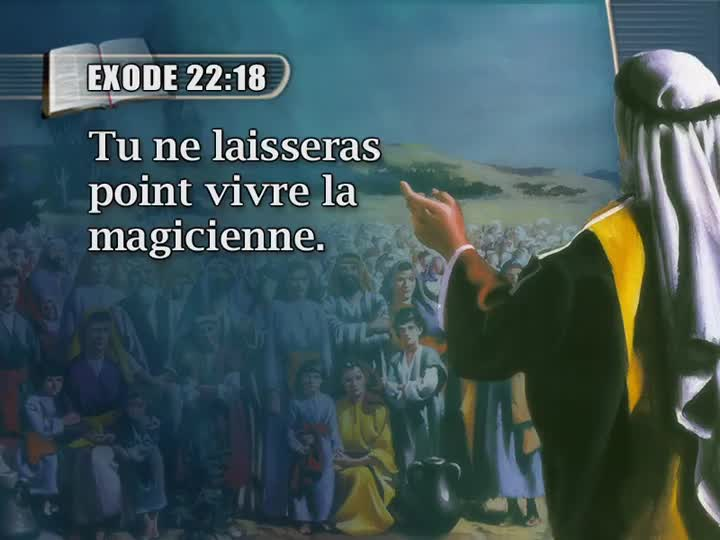 EXODE 22:18
Tu ne laisseras
point vivre la
magicienne.